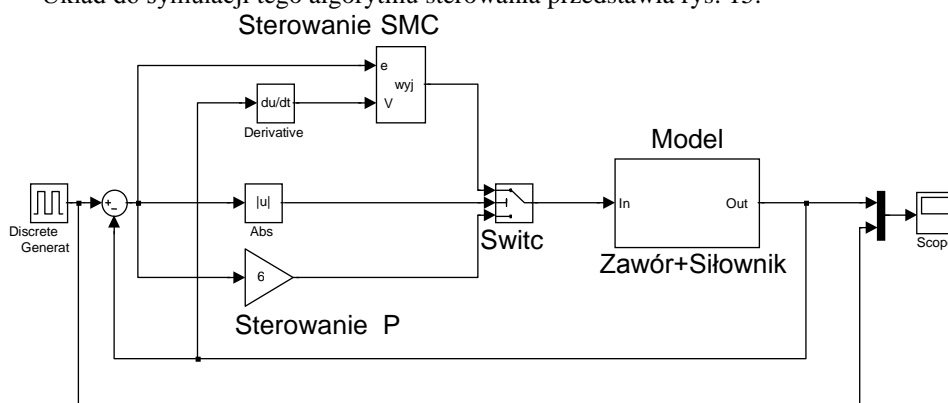 Układ do symulacji tego algorytmu sterowania przedstawia rys. 15.
Sterowanie SMC
e
wyj
V
du/dt
Derivative
Model
+
−
|u|
Abs
In
Out
Discrete
Generat
Switc
Scop
6
Zawór+Siłownik
Sterowanie P